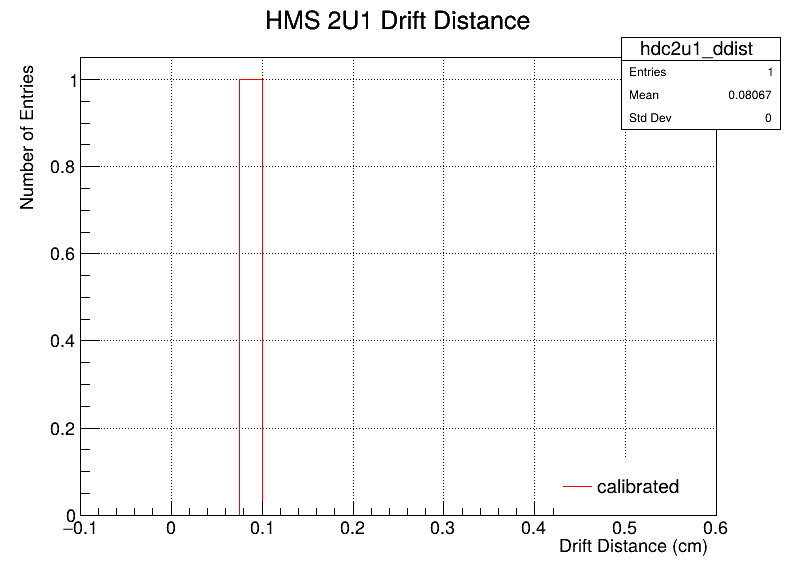 HMS 2U1 Drift Distance
hdc2u1_ddist
Entries 1
Mean 0.08067
Std Dev 0
Number of Entries
1
0.8
0.6
0.4
0.2
0
−0.1 0 0.1 0.2 0.3 0.4 0.5 0.6
calibrated
Drift Distance (cm)